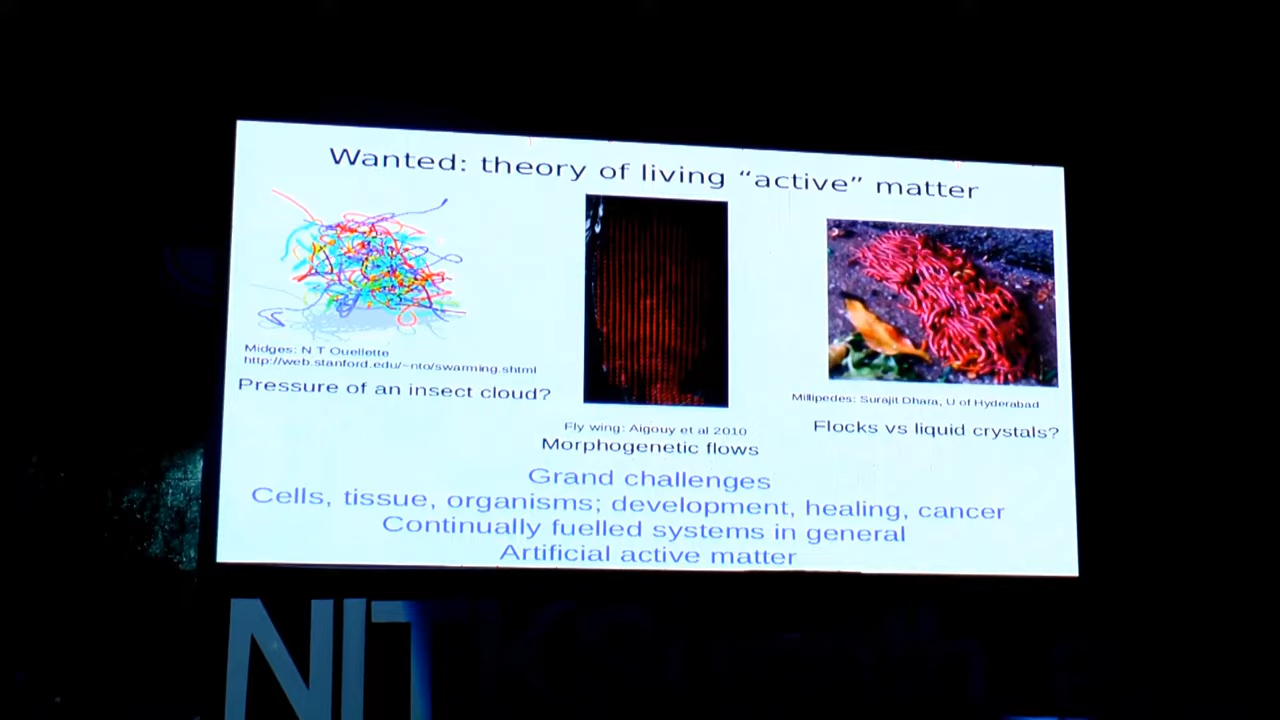 Wanted: theory of living “active” matter
Midges: N T Ouellette
http://web.stanford.edu/~nto/swarming.shtml
Pressure of an insect cloud?
Fly wing: Aigouy et al 2010
Morphogenetic flows
Millipedes: Surajit Dhara, U of Hyderabad
Flocks vs liquid crystals?
Grand challenges
Cells, tissue, organisms; development, healing, cancer
Continually fuelled systems in general
Artificial active matter
NIT